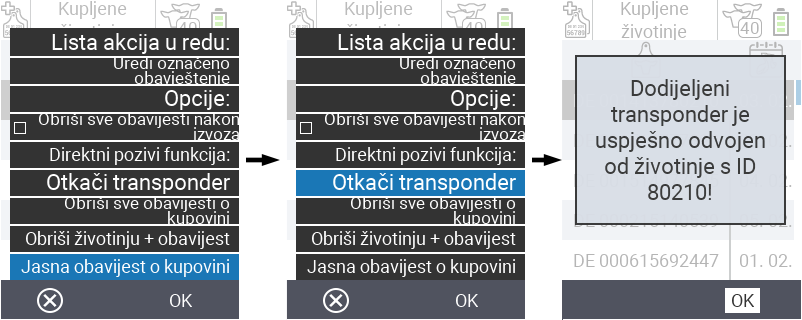 Kupljene
životinje
40
Lista akcija u redu:
Uredi označeno
obavještenje
Opcije:
Obriši sve obavijesti nakon
izvoza
Direktni pozivi funkcija:
Otkači transponder
Obriši sve obavijesti o
kupovini
Obriši životinju + obavijest
Jasna obavijest o kupovini
OK
Kupljene
životinje
40
Lista akcija u redu:
Uredi označeno
obavještenje
Opcije:
Obriši sve obavijesti nakon
izvoza
Direktni pozivi funkcija:
Otkači transponder
Obriši sve obavijesti o
kupovini
Obriši životinju + obavijest
Jasna obavijest o kupovini
OK
Kupljene
životinje
40
Dodijeljeni
transponder je
uspješno odvojen
od životinje s ID
80210!
DE 000615692447 01. 02.
OK